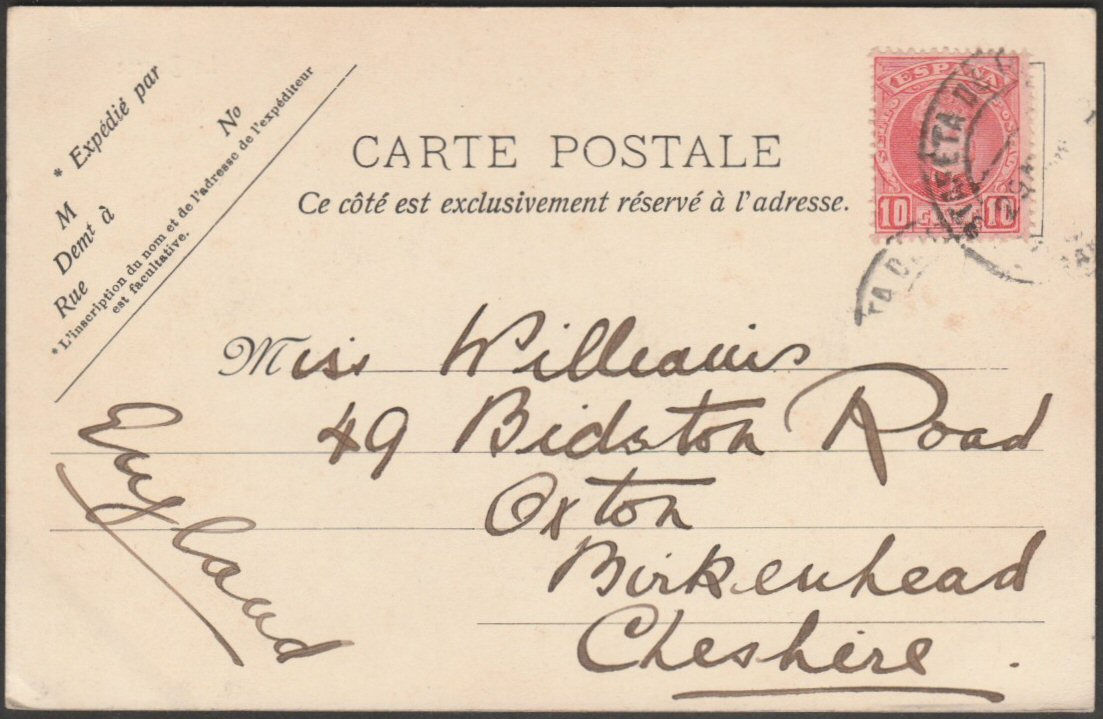 * Expédié par
M
Demt à
Rue
No
* L'inscription du nom et de l'adresse de l'expéditeur
est facultative.
CARTE POSTALE
Ce côté est exclusivement réservé à l'adresse.
ESPAÑA
10
10
Miss Williams
49 Bidston Road
Oxton
Birkenhead
Cheshire.
England